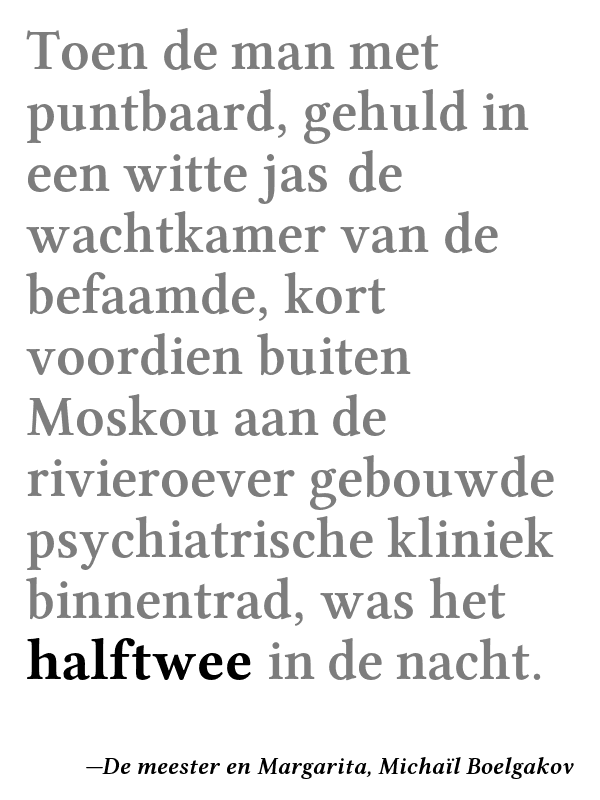 Toen de man met
puntbaard, gehuld in
een witte jas de
wachtkamer van de
befaamde, kort
voordien buiten
Moskou aan de
rivieroever gebouwde
psychiatrische kliniek
binnentrad, was het
halftwee in de nacht.
—De meester en Margarita, Michaïl Boelgakov